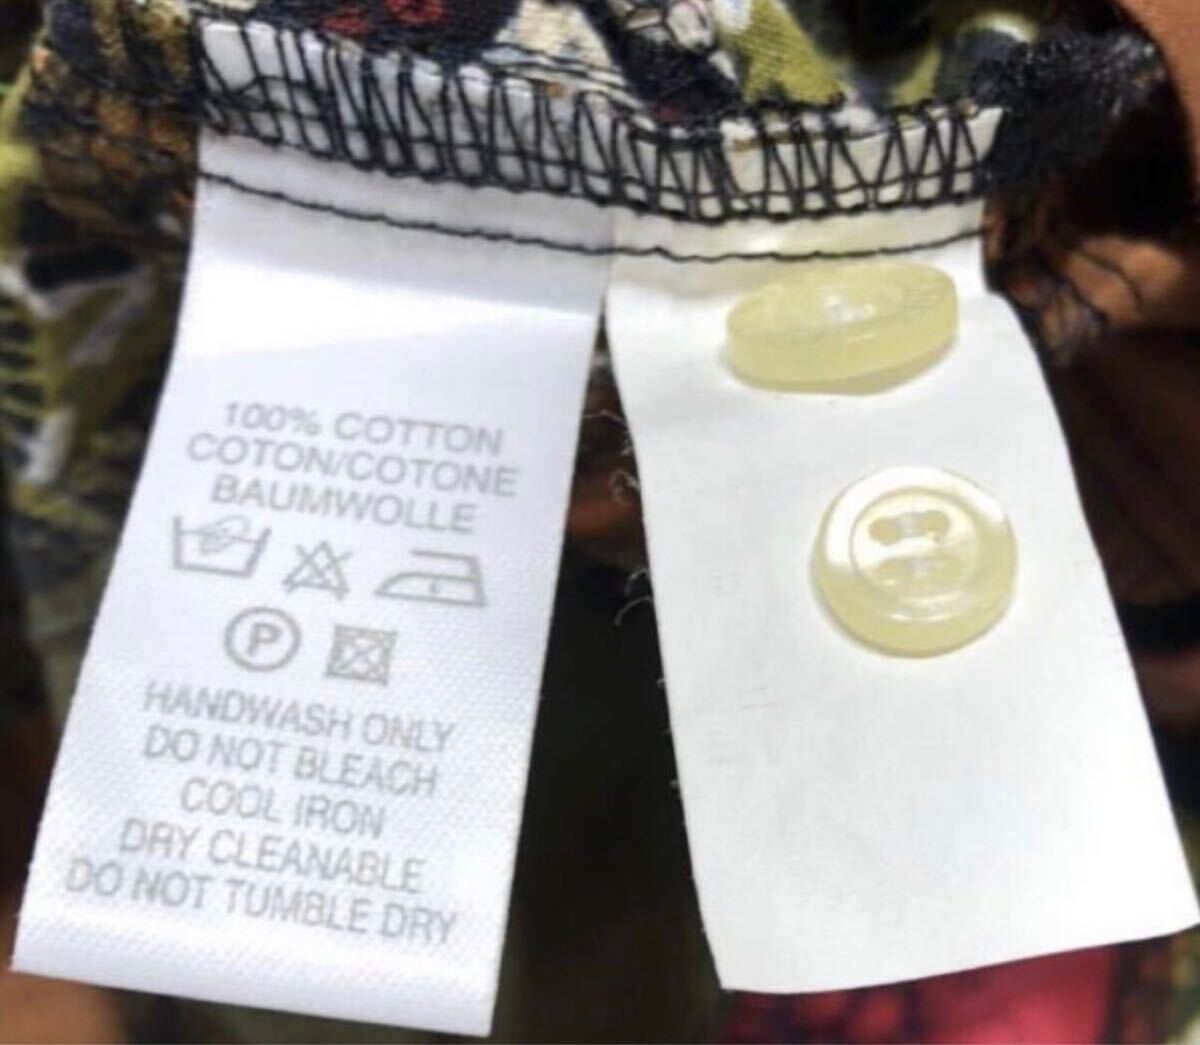 100% COTTON
COTON/COTONE
BAUMWOLLE
P
HANDWASH ONLY
DO NOT BLEACH
COOL IRON
DRY CLEANABLE
DO NOT TUMBLE DRY